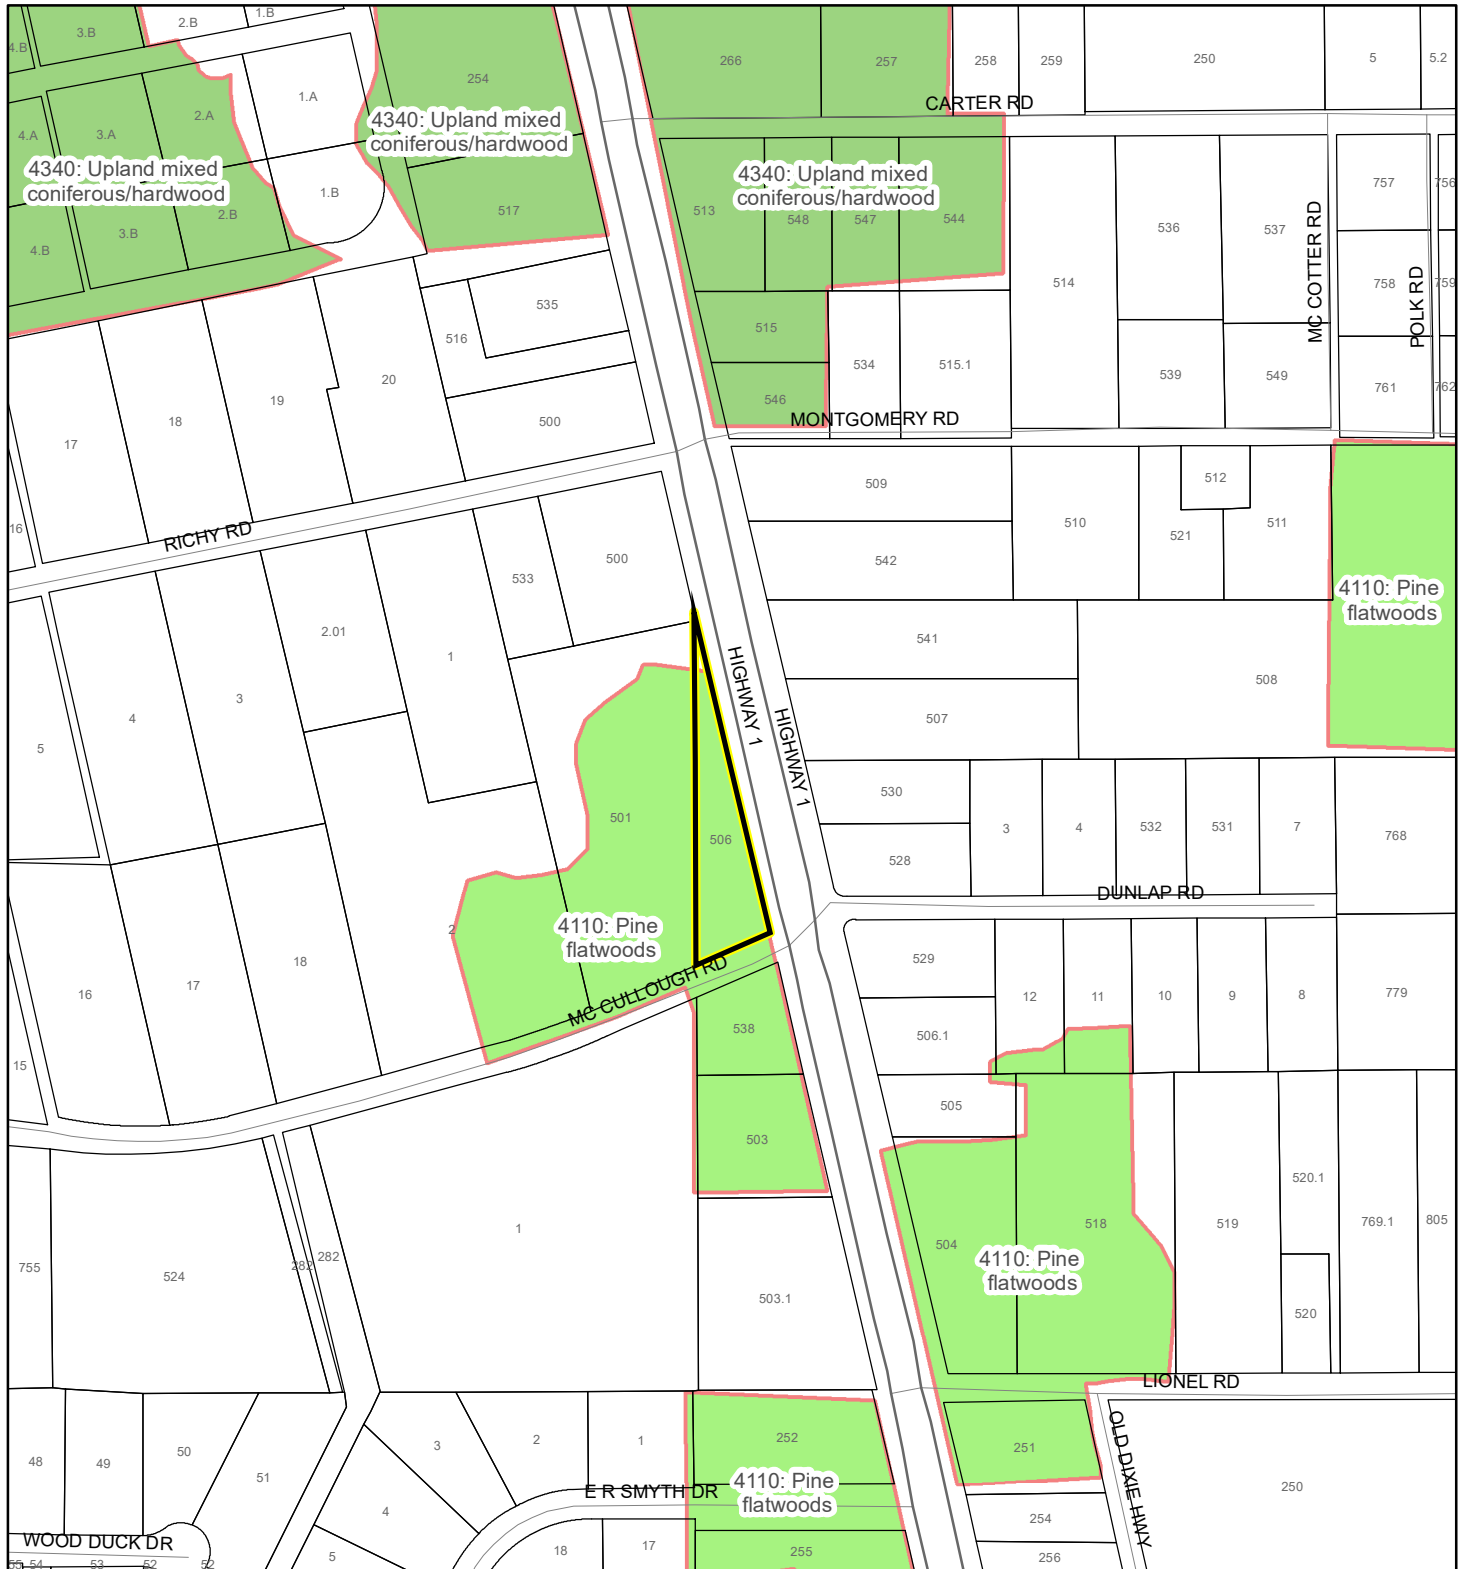 1.B
2.B
3.B
4.B
266
257
258
259
250
5
5.2
254
CARTER RD
1.A
2.A
3.A
4.A
4340: Upland mixed
coniferous/hardwood
4340: Upland mixed
coniferous/hardwood
4340: Upland mixed
coniferous/hardwood
1.B
2.B
3.B
4.B
517
513
548
547
544
536
537
MC COTTER RD
757
756
514
758
759
POLK RD
535
516
515
534
515.1
539
549
761
762
546
MONTGOMERY RD
20
19
18
17
16
500
RICHY RD
509
512
510
521
511
542
4110: Pine
flatwoods
500
533
2.01
1
3
4
5
541
508
507
HIGHWAY 1
HIGHWAY 1
501
506
530
528
3
4
532
531
7
768
DUNLAP RD
2
4110: Pine
flatwoods
MC CULLOUGH RD
18
17
16
15
529
12
11
10
9
8
779
506.1
538
505
503
520.1
504
518
519
769.1
805
4110: Pine
flatwoods
1
282
282
755
524
503.1
520
LIONEL RD
252
251
OLD DIXIE HWY
250
48
49
50
51
3
2
1
4110: Pine
flatwoods
E R SMYTH DR
4
254
WOOD DUCK DR
55
54
53
52
52
5
18
17
255
256